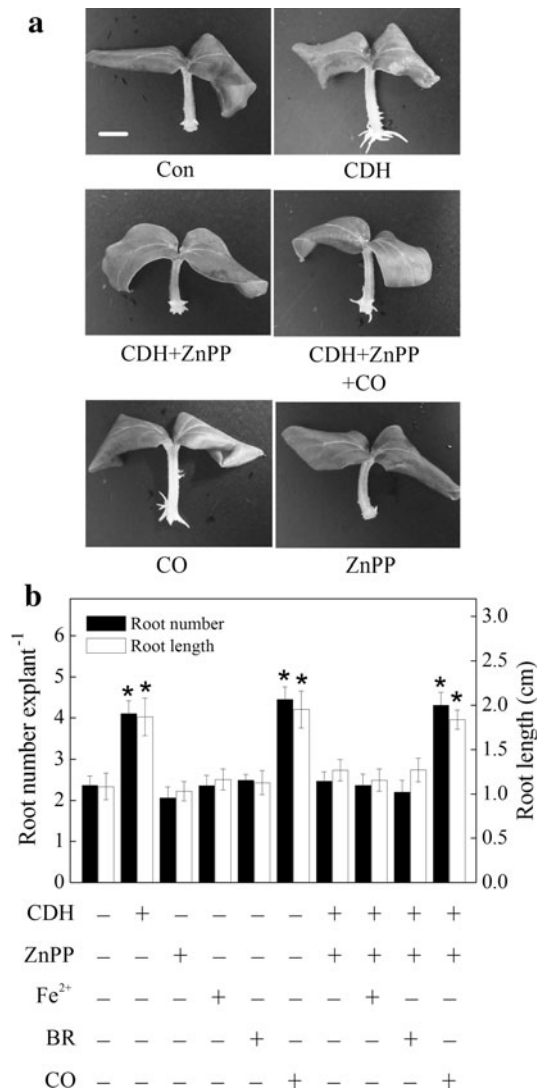 a
Con CDH
CDH+ZnPP CDH+ZnPP
+CO
CO ZnPP
b
Root number
Root length
Root number explant⁻¹
6
5
4
3
2
1
0
* * * * * *
Root length (cm)
3.0
2.5
2.0
1.5
1.0
0.5
0.0
CDH – + – – – – + + + +
ZnPP – – + – – – + + + +
Fe²⁺ – – – + – – – + – –
BR – – – – + – – – + –
CO – – – – – + – – – +